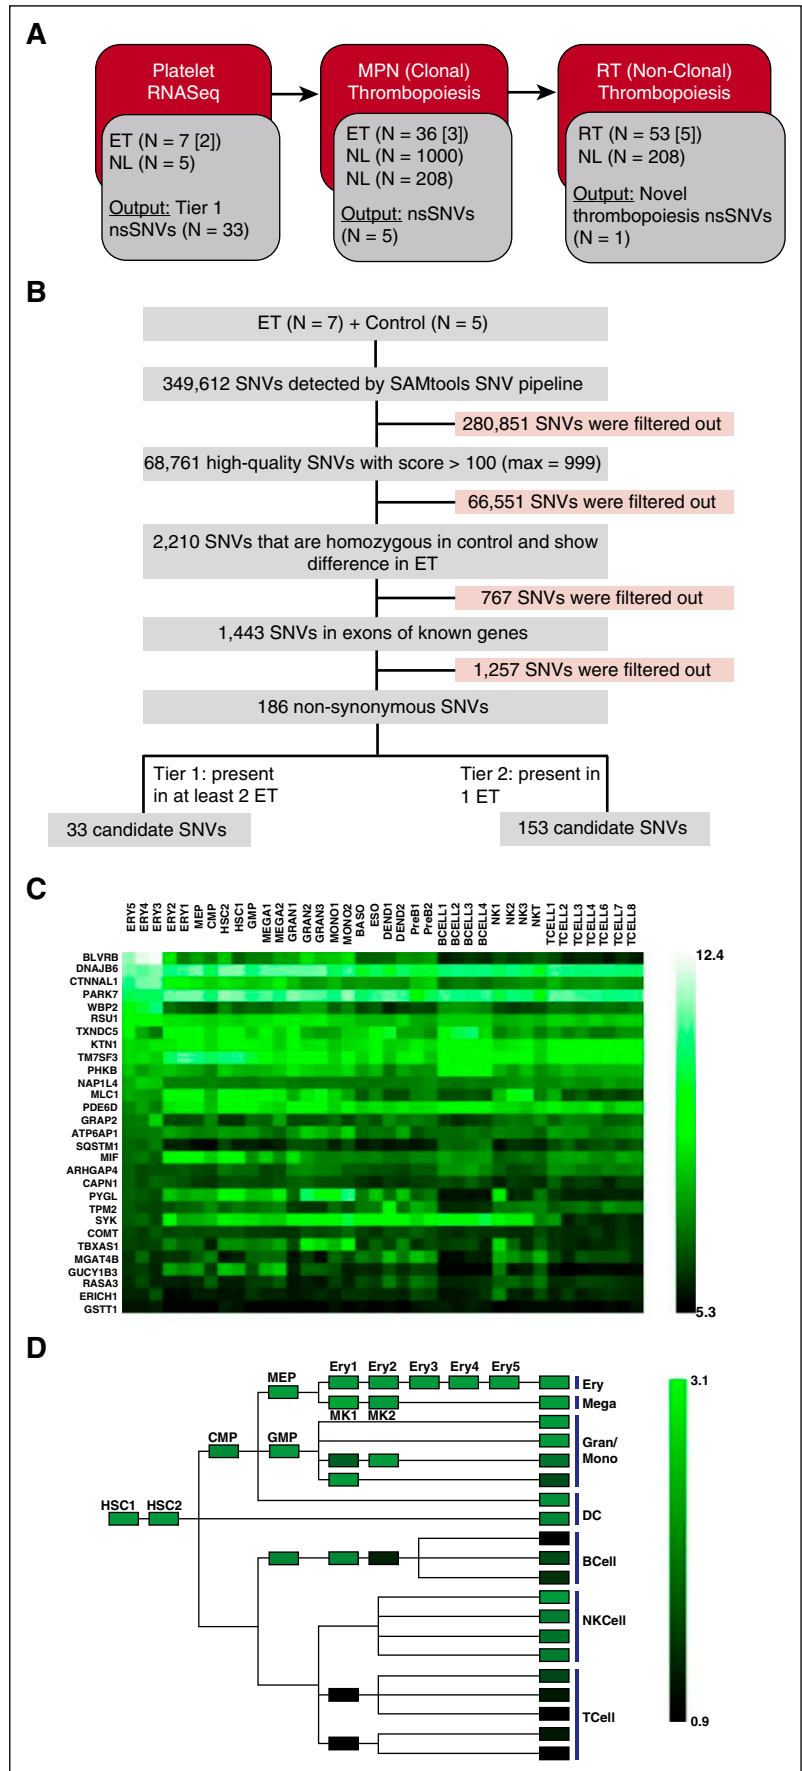 A
Platelet
RNASeq
ET (N = 7 [2])
NL (N = 5)
Output: Tier 1
nsSNVs (N = 33)
MPN (Clonal)
Thrombopoiesis
ET (N = 36 [3])
NL (N = 1000)
NL (N = 208)
Output: nsSNVs
(N = 5)
RT (Non-Clonal)
Thrombopoiesis
RT (N = 53 [5])
NL (N = 208)
Output: Novel
thrombopoiesis nsSNVs
(N = 1)
B
ET (N = 7) + Control (N = 5)
349,612 SNVs detected by SAMtools SNV pipeline
280,851 SNVs were filtered out
68,761 high-quality SNVs with score > 100 (max = 999)
66,551 SNVs were filtered out
2,210 SNVs that are homozygous in control and show
difference in ET
767 SNVs were filtered out
1,443 SNVs in exons of known genes
1,257 SNVs were filtered out
186 non-synonymous SNVs
Tier 1: present
in at least 2 ET
Tier 2: present in
1 ET
33 candidate SNVs
153 candidate SNVs
C
ERY5
ERY4
ERY3
ERY2
ERY1
MEP
CMP
HSC2
HSC1
GMP
MEGA1
MEGA2
GRAN1
GRAN2
GRAN3
MONO1
MONO2
BASO
ESO
DEND1
DEND2
PreB1
PreB2
BCELL1
BCELL2
BCELL3
BCELL4
NK1
NK2
NK3
NKT
TCELL1
TCELL2
TCELL3
TCELL4
TCELL6
TCELL7
TCELL8
BLVRB
DNAJB6
CTNNAL1
PARK7
WBP2
RSU1
TXNDC5
KTN1
TM7SF3
PHKB
NAP1L4
MLC1
PDE6D
GRAP2
ATP6AP1
SQSTM1
MIF
ARHGAP4
CAPN1
PYGL
TPM2
SYK
COMT
TBXAS1
MGAT4B
GUCY1B3
RASA3
ERICH1
GSTT1
12.4
5.3
D
Ery1 Ery2 Ery3 Ery4 Ery5
MEP
Ery
Mega
MK1 MK2
CMP GMP
Gran/
Mono
HSC1 HSC2
DC
BCell
NKCell
TCell
3.1
0.9